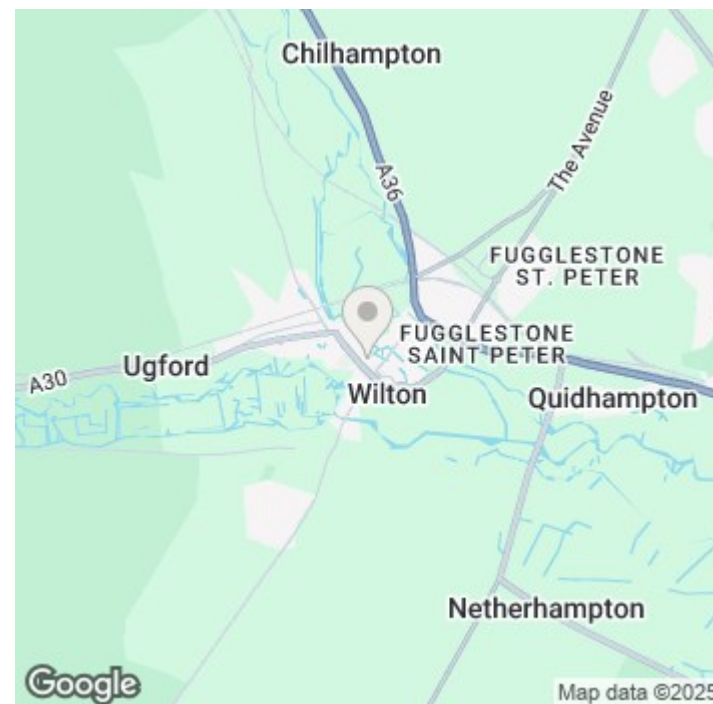 Chilhampton
A36
The Avenue
FUGGLESTONE
ST. PETER
FUGGLESTONE
SAINT PETER
Ugford
A30
Wilton
Quidhampton
Netherhampton
Google
Map data ©2025